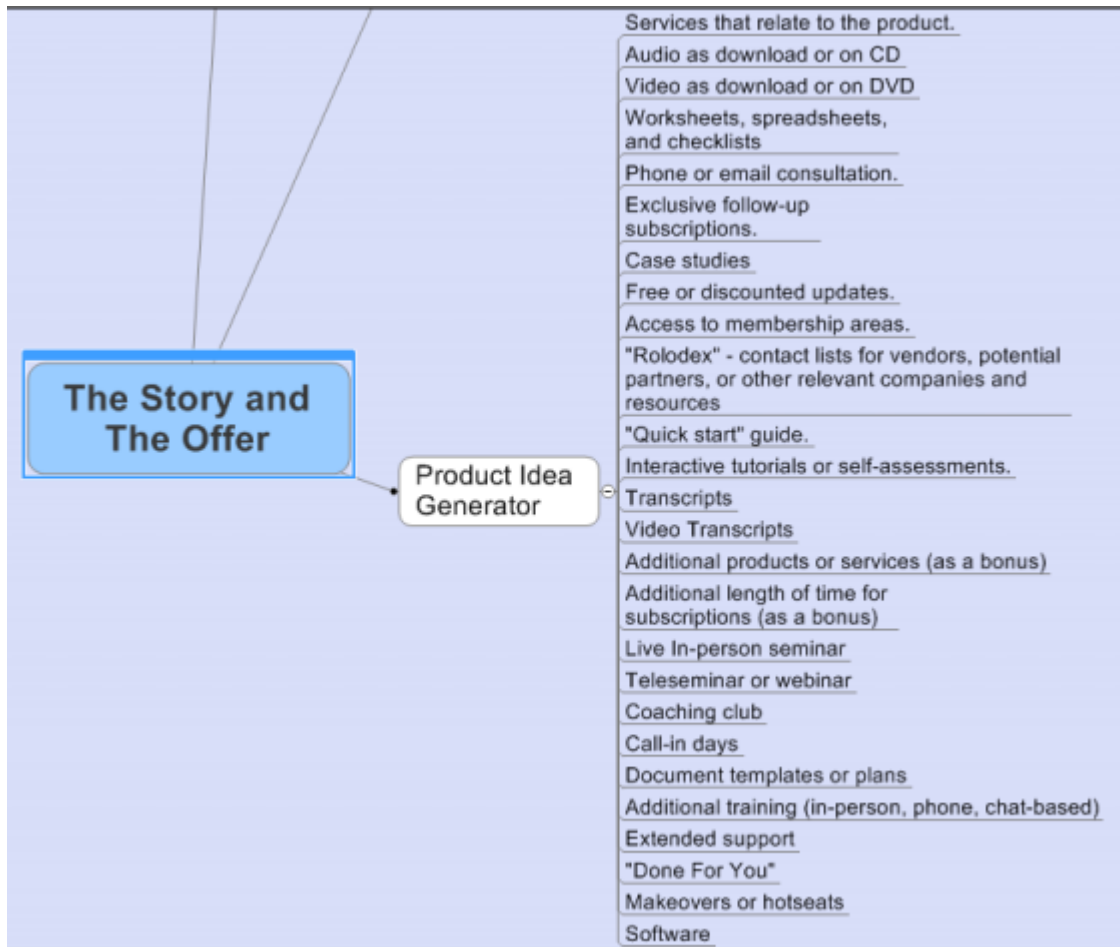 The Story and
The Offer
Product Idea
Generator
Services that relate to the product.
Audio as download or on CD
Video as download or on DVD
Worksheets, spreadsheets,
and checklists
Phone or email consultation.
Exclusive follow-up
subscriptions.
Case studies
Free or discounted updates.
Access to membership areas.
"Rolodex" - contact lists for vendors, potential
partners, or other relevant companies and
resources
"Quick start" guide.
Interactive tutorials or self-assessments.
Transcripts
Video Transcripts
Additional products or services (as a bonus)
Additional length of time for
subscriptions (as a bonus)
Live In-person seminar
Teleseminar or webinar
Coaching club
Call-in days
Document templates or plans
Additional training (in-person, phone, chat-based)
Extended support
"Done For You"
Makeovers or hotseats
Software